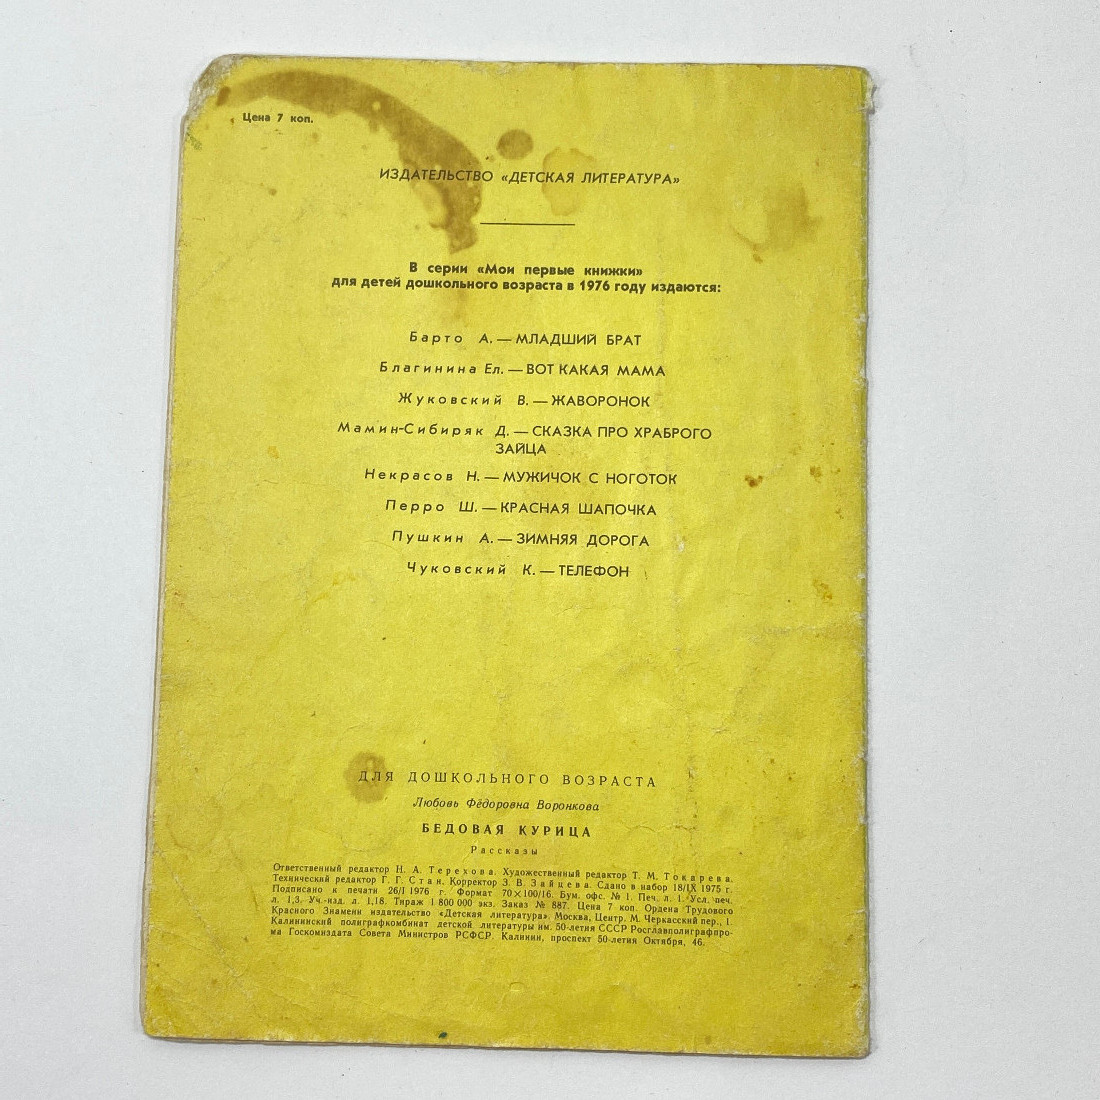 Цена 7 коп.
ИЗДАТЕЛЬСТВО «ДЕТСКАЯ ЛИТЕРАТУРА»
В серии «Мои первые книжки»
для детей дошкольного возраста в 1976 году издаются:
Барто А. — МЛАДШИЙ БРАТ
Благинина Ел. — ВОТ КАКАЯ МАМА
Жуковский В. — ЖАВОРОНОК
Мамин-Сибиряк Д. — СКАЗКА ПРО ХРАБРОГО
ЗАЙЦА
Некрасов Н. — МУЖИЧОК С НОГОТОК
Перро Ш. — КРАСНАЯ ШАПОЧКА
Пушкин А. — ЗИМНЯЯ ДОРОГА
Чуковский К. — ТЕЛЕФОН
ДЛЯ ДОШКОЛЬНОГО ВОЗРАСТА
Любовь Фёдоровна Воронкова
БЕДОВАЯ КУРИЦА
Рассказы
Ответственный редактор Н. А. Терехова. Художественный редактор Т. М. Токарева.
Технический редактор Г. Г. Стан. Корректор З. В. Зайцева. Сдано в набор 18/IX 1975 г.
Подписано к печати 26/I 1976 г. Формат 70×100/16. Бум. офс. № 1. Печ. л. 1. Усл. печ.
л. 1,3. Уч.-изд. л. 1,18. Тираж 1 800 000 экз. Заказ № 887. Цена 7 коп. Ордена Трудового
Красного Знамени издательство «Детская литература». Москва, Центр, М. Черкасский пер., 1.
Калининский полиграфкомбинат детской литературы им. 50-летия СССР Росглавполиграфпро-
ма Госкомиздата Совета Министров РСФСР. Калинин, проспект 50-летия Октября, 46.